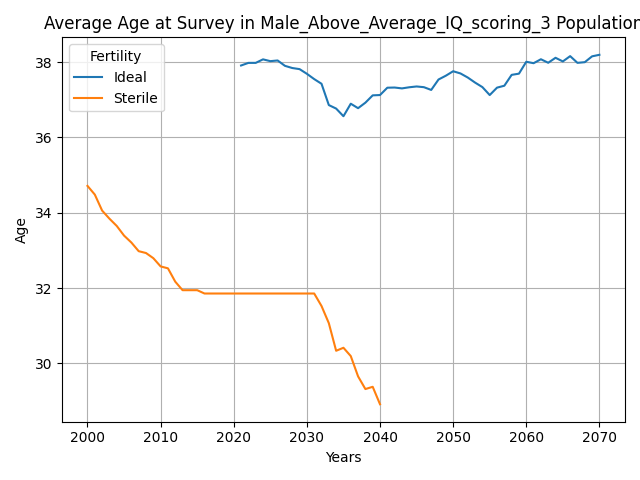 Average Age at Survey in Male_Above_Average_IQ_scoring_3 Population
Fertility
Ideal
Sterile
38
36
34
32
30
Age
2000 2010 2020 2030 2040 2050 2060 2070
Years